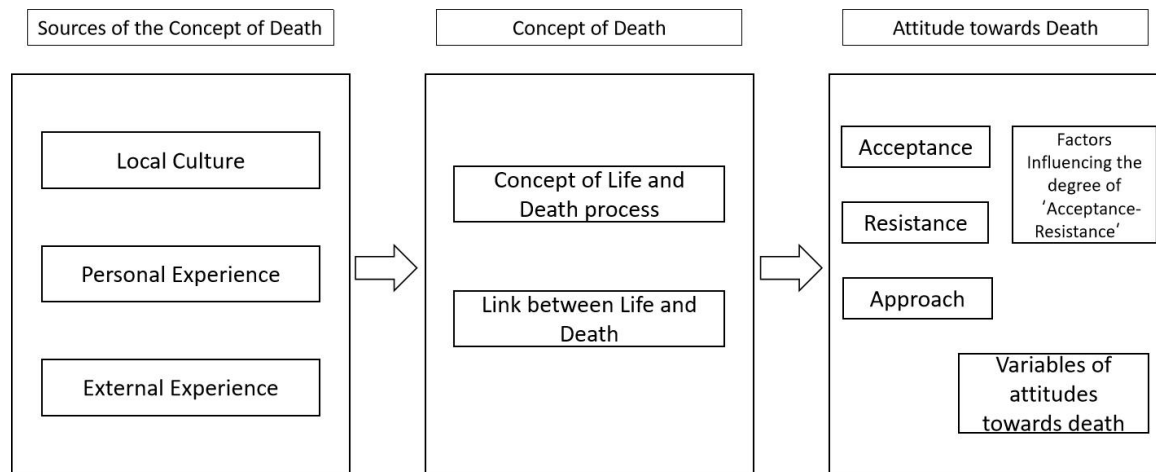 Sources of the Concept of Death
Concept of Death
Attitude towards Death
Local Culture
Personal Experience
External Experience
Concept of Life and
Death process
Link between Life and
Death
Acceptance
Resistance
Approach
Factors
Influencing the
degree of
‘Acceptance-
Resistance’
Variables of
attitudes
towards death